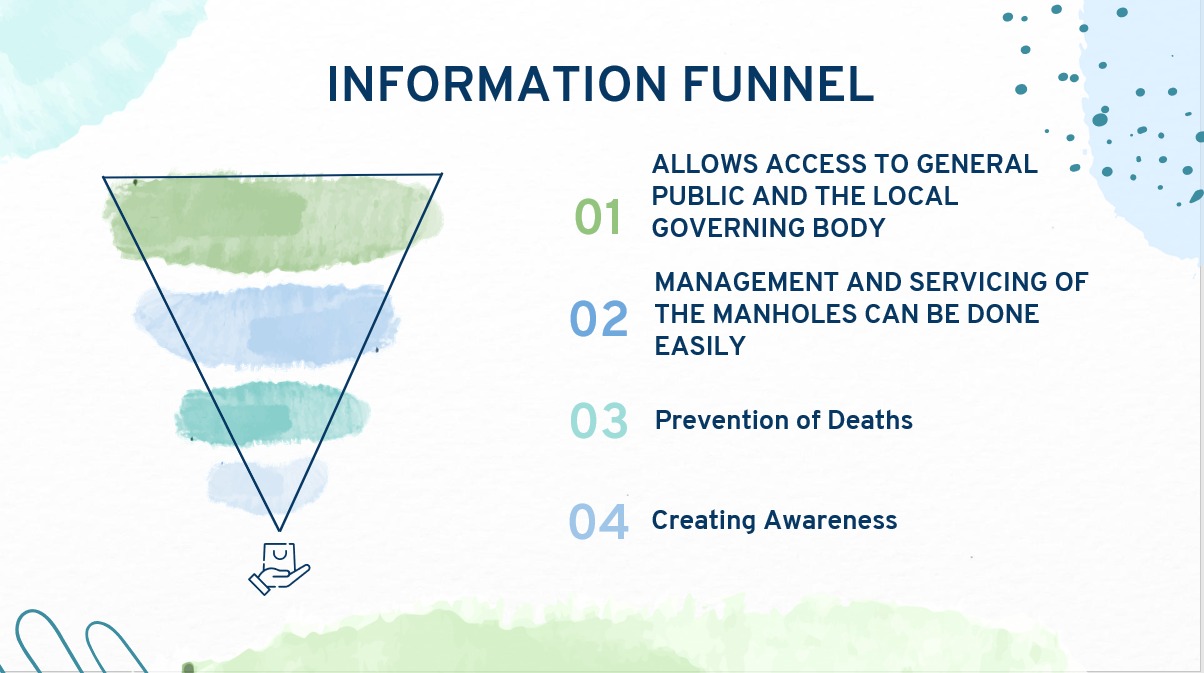 INFORMATION FUNNEL
01
ALLOWS ACCESS TO GENERAL
PUBLIC AND THE LOCAL
GOVERNING BODY
02
MANAGEMENT AND SERVICING OF
THE MANHOLES CAN BE DONE
EASILY
03
Prevention of Deaths
04
Creating Awareness